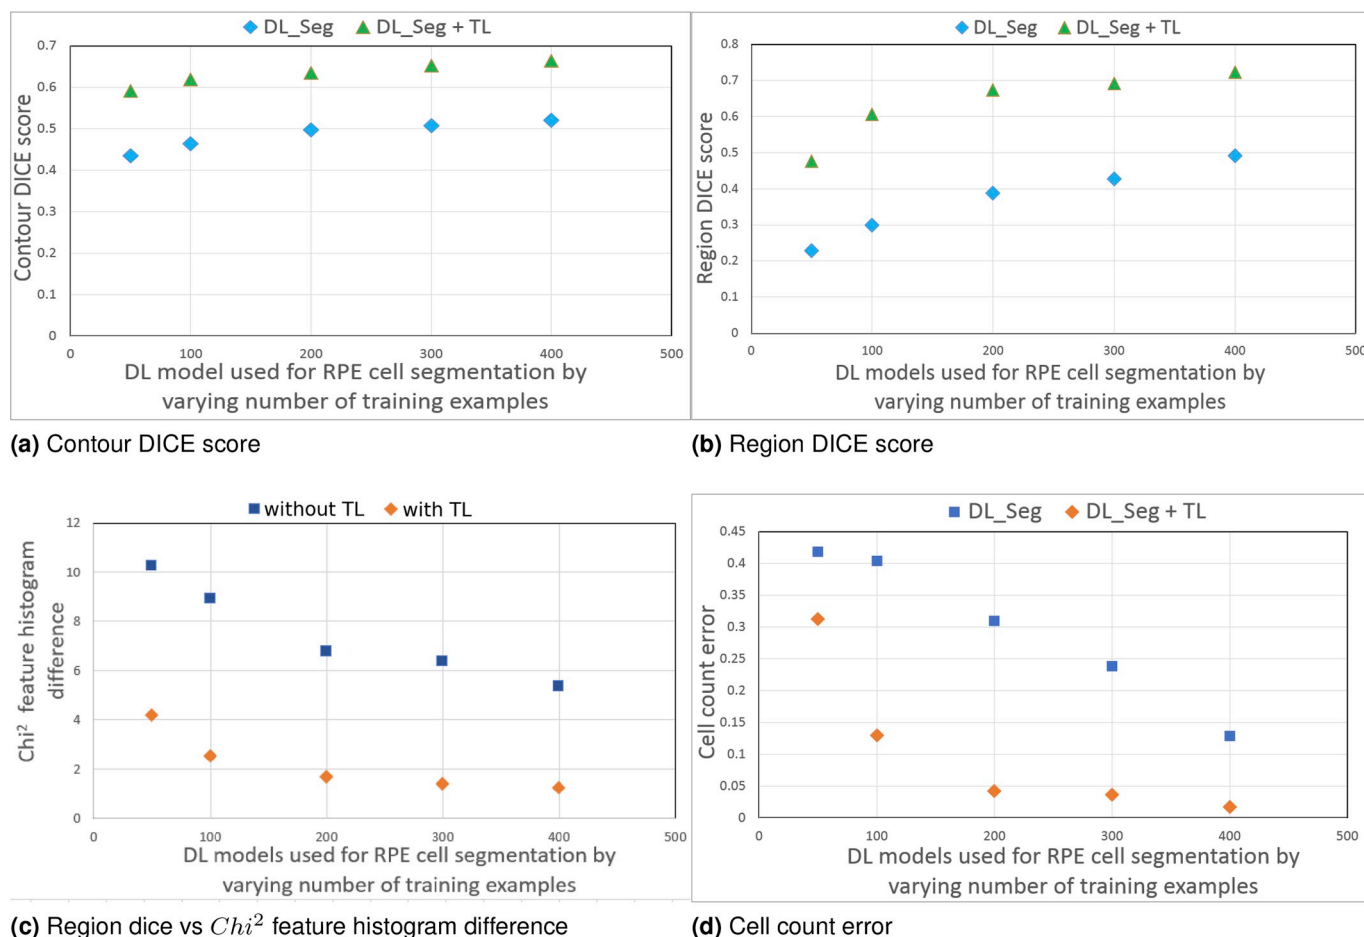 DL_Seg DL_Seg + TL
0.7
0.6
0.5
0.4
0.3
0.2
0.1
0
Contour DICE score
0 100 200 300 400 500
DL model used for RPE cell segmentation by
varying number of training examples
(a) Contour DICE score
DL_Seg DL_Seg + TL
0.8
0.7
0.6
0.5
0.4
0.3
0.2
0.1
0
Region DICE score
0 100 200 300 400 500
DL models used for RPE cell segmentation by
varying number of training examples
(b) Region DICE score
without TL with TL
12
10
8
6
4
2
0
Chi² feature histogram
difference
0 100 200 300 400 500
DL models used for RPE cell segmentation by
varying number of training examples
(c) Region dice vs Chi² feature histogram difference
DL_Seg DL_Seg + TL
0.45
0.4
0.35
0.3
0.25
0.2
0.15
0.1
0.05
0
Cell count error
0 100 200 300 400 500
DL models used for RPE cell segmentation by
varying number of training examples
(d) Cell count error